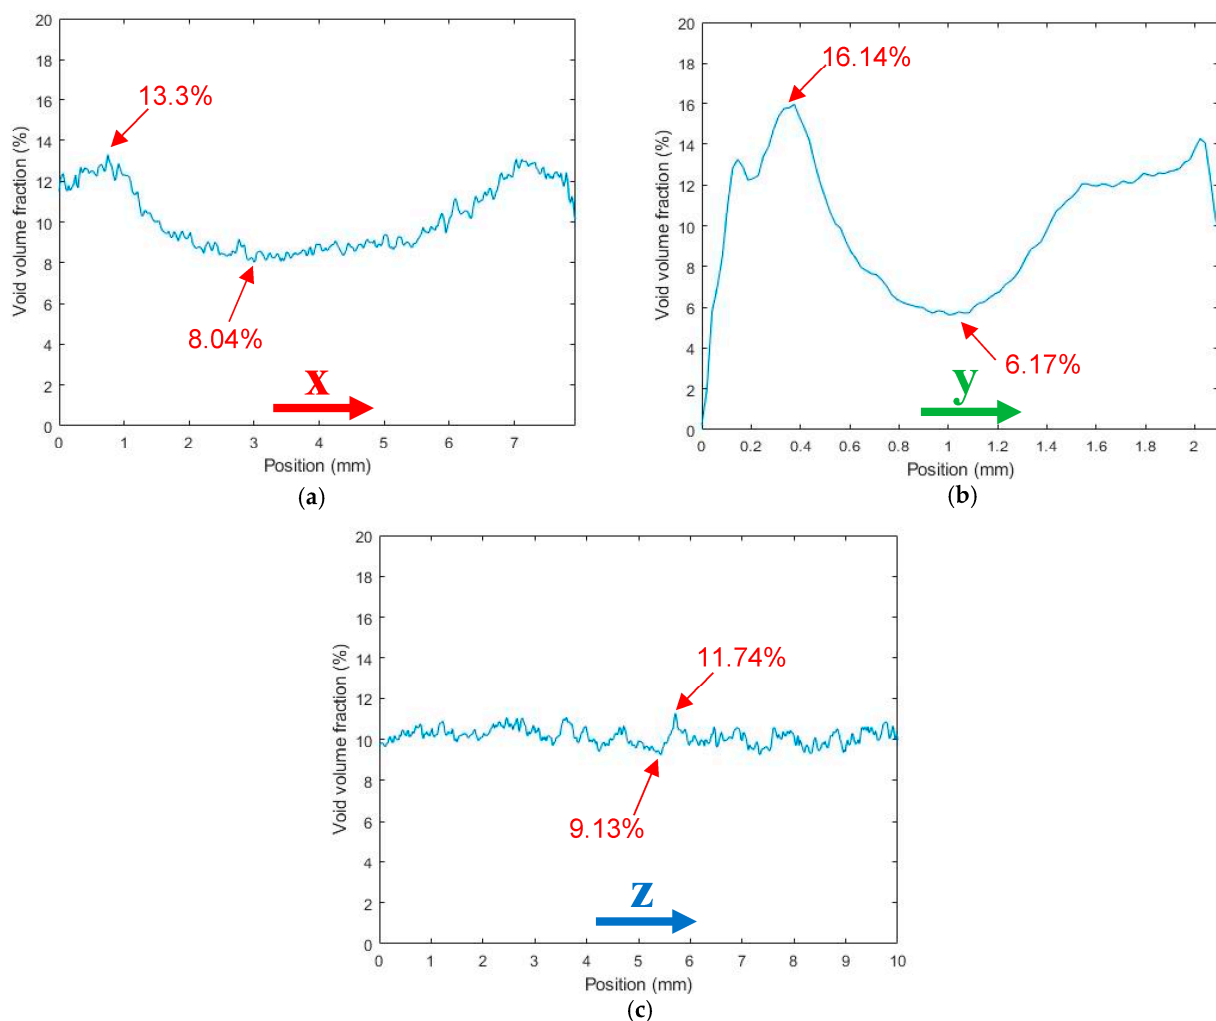 20
18
16
14
12
10
8
6
4
2
0
Void volume fraction (%)
13.3%
8.04%
x
0 1 2 3 4 5 6 7
Position (mm)
(a)
20
18
16
14
12
10
8
6
4
2
0
Void volume fraction (%)
16.14%
6.17%
y
0 0.2 0.4 0.6 0.8 1 1.2 1.4 1.6 1.8 2
Position (mm)
(b)
20
18
16
14
12
10
8
6
4
2
0
Void volume fraction (%)
11.74%
9.13%
z
0 1 2 3 4 5 6 7 8 9 10
Position (mm)
(c)